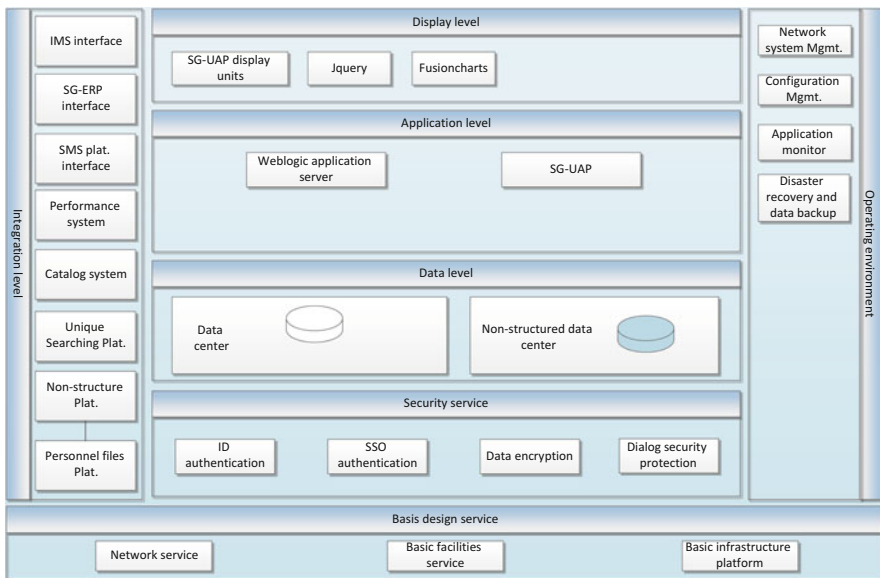 Integration level
IMS interface
SG-ERP
interface
SMS plat.
interface
Performance
system
Catalog system
Unique
Searching Plat.
Non-structure
Plat.
Personnel files
Plat.
Display level
SG-UAP display
units
Jquery
Fusioncharts
Application level
Weblogic application
server
SG-UAP
Data level
Data
center
Non-structured data
center
Security service
ID
authentication
SSO
authentication
Data encryption
Dialog security
protection
Network
system Mgmt.
Configuration
Mgmt.
Application
monitor
Disaster
recovery and
data backup
Operating environment
Basis design service
Network service
Basic facilities
service
Basic infrastructure
platform